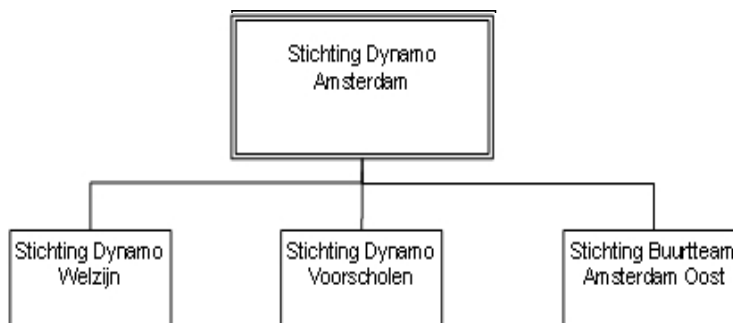 Stichting Dynamo
Amsterdam
Stichting Dynamo
Welzijn
Stichting Dynamo
Voorscholen
Stichting Buurtteam
Amsterdam Oost